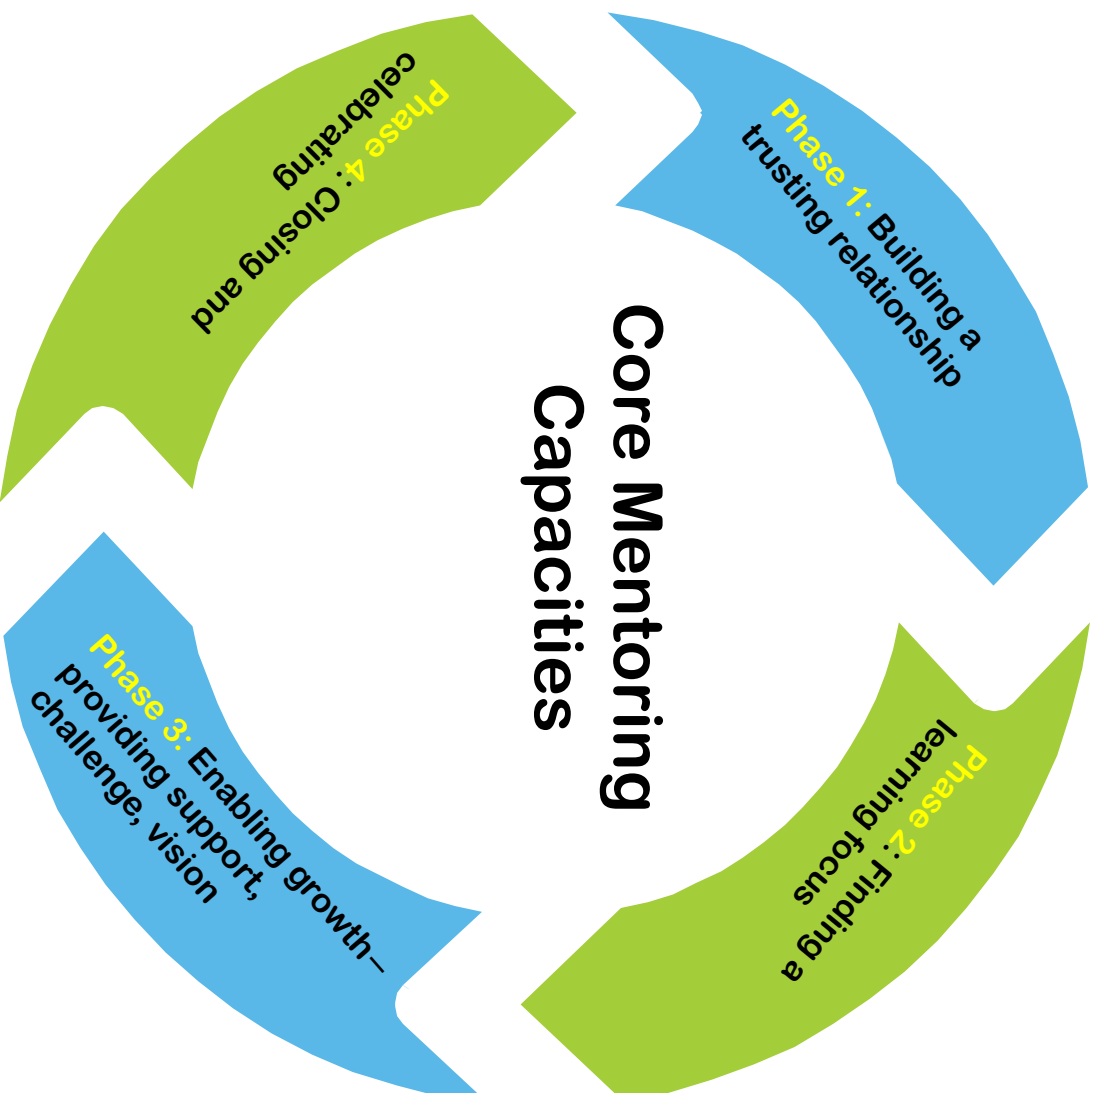 Core Mentoring
Capacities
Phase 1: Building a
trusting relationship
Phase 2: Finding a
learning focus
Phase 3: Enabling growth–
providing support,
challenge, vision
Phase 4: Closing and
celebrating